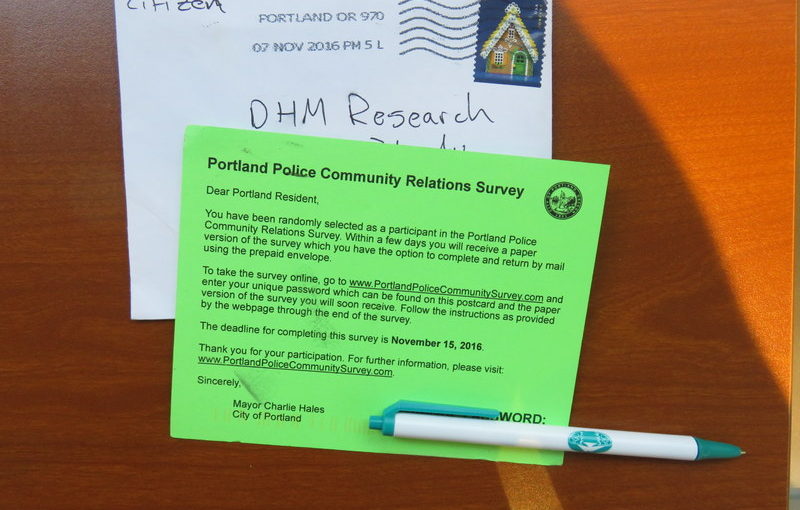 Citizen
PORTLAND OR 970
07 NOV 2016 PM 5 L
DHM Research
Portland Police Community Relations Survey
Dear Portland Resident,
You have been randomly selected as a participant in the Portland Police
Community Relations Survey. Within a few days you will receive a paper
version of the survey which you have the option to complete and return by mail
using the prepaid envelope.
To take the survey online, go to www.PortlandPoliceCommunitySurvey.com and
enter your unique password which can be found on this postcard and the paper
version of the survey you will soon receive. Follow the instructions as provided
by the webpage through the end of the survey.
The deadline for completing this survey is November 15, 2016.
Thank you for your participation. For further information, please visit:
www.PortlandPoliceCommunitySurvey.com.
Sincerely,
Mayor Charlie Hales
City of Portland
WORD: